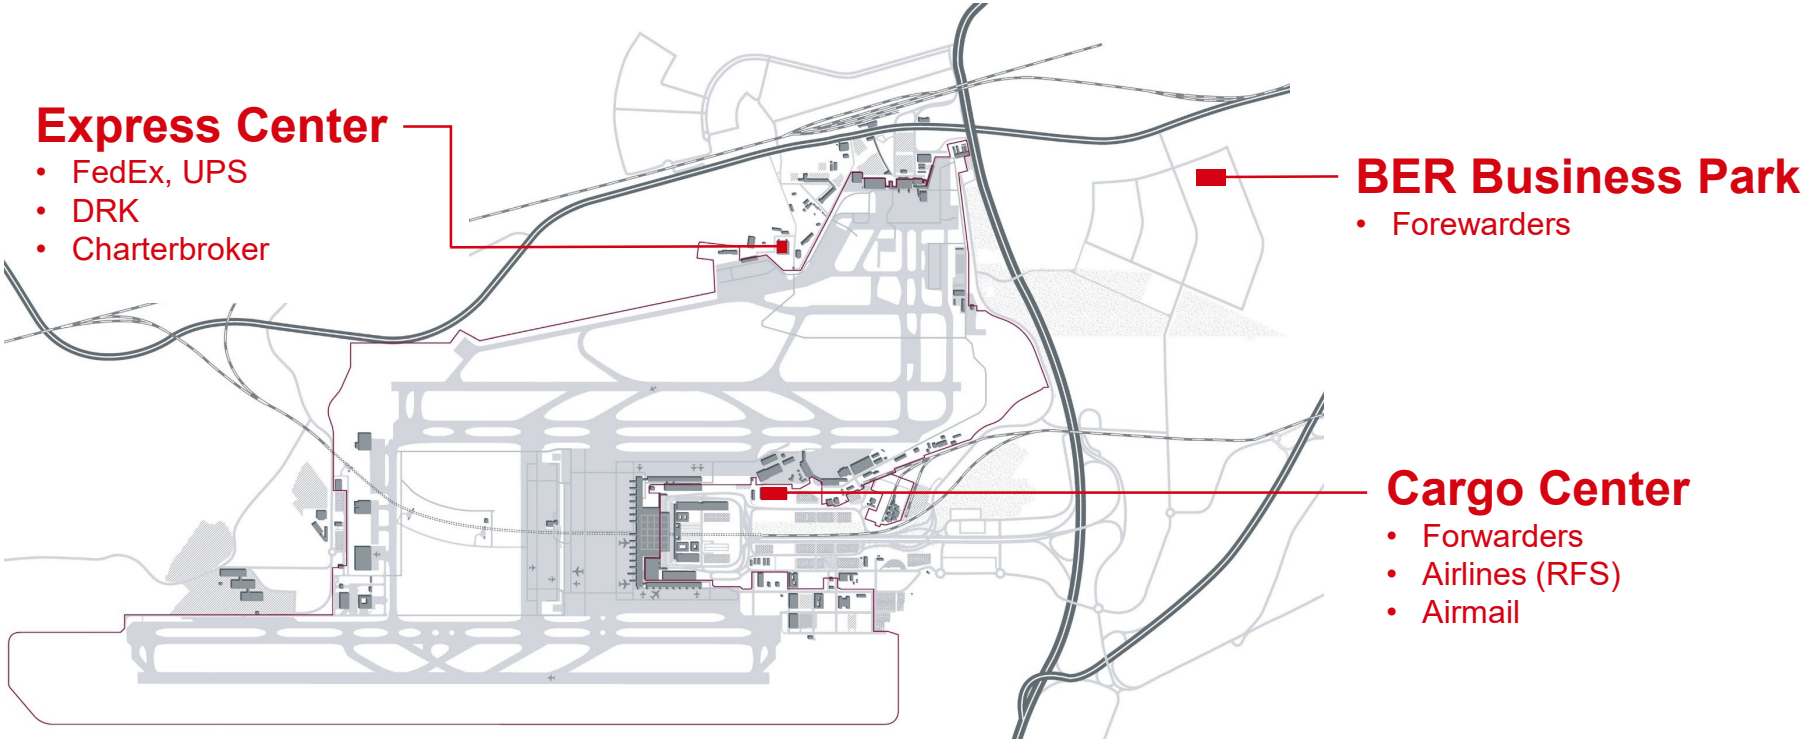 Express Center
• FedEx, UPS
• DRK
• Charterbroker
BER Business Park
• Forewarders
Cargo Center
• Forwarders
• Airlines (RFS)
• Airmail